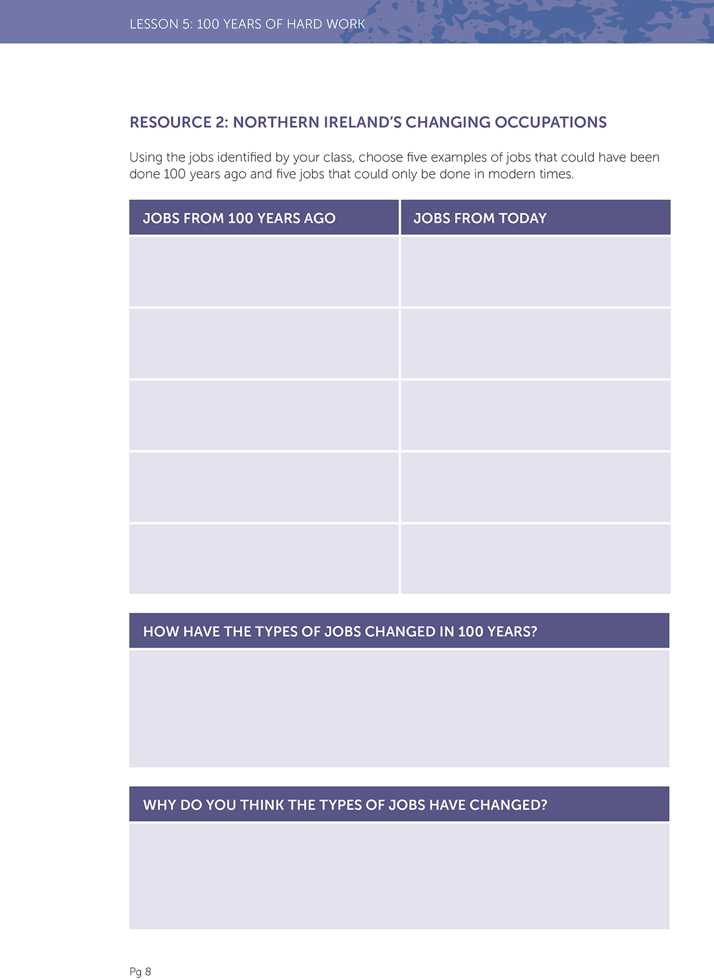 LESSON 5: 100 YEARS OF HARD WORK
RESOURCE 2: NORTHERN IRELAND’S CHANGING OCCUPATIONS
Using the jobs identified by your class, choose five examples of jobs that could have been
done 100 years ago and five jobs that could only be done in modern times.
JOBS FROM 100 YEARS AGO
JOBS FROM TODAY
HOW HAVE THE TYPES OF JOBS CHANGED IN 100 YEARS?
WHY DO YOU THINK THE TYPES OF JOBS HAVE CHANGED?
Pg 8